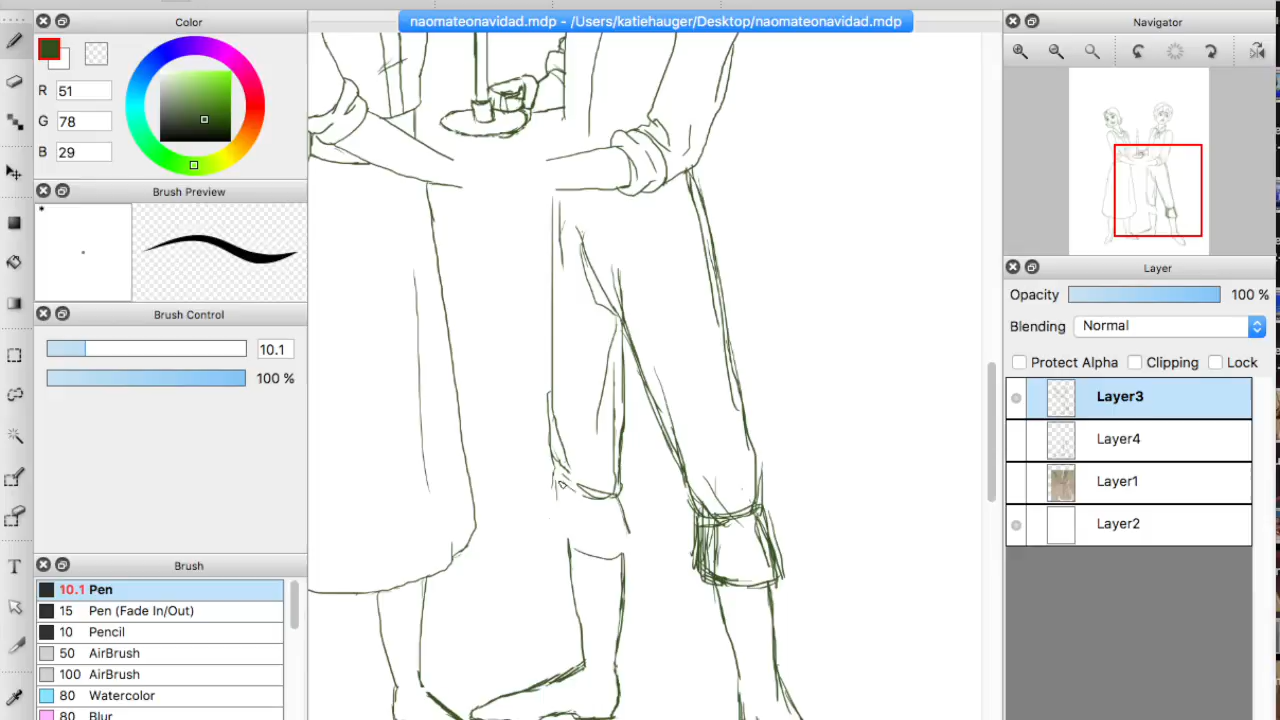 naomateonavidad.mdp - /Users/katiehauger/Desktop/naomateonavidad.mdp
Color
R 51
G 78
B 29
Brush Preview
Brush Control
10.1
100 %
Brush
10.1 Pen
15 Pen (Fade In/Out)
10 Pencil
50 AirBrush
100 AirBrush
80 Watercolor
80 Blur
T
Navigator
Layer
Opacity 100 %
Blending Normal
Protect Alpha Clipping Lock
Layer3
Layer4
Layer1
Layer2